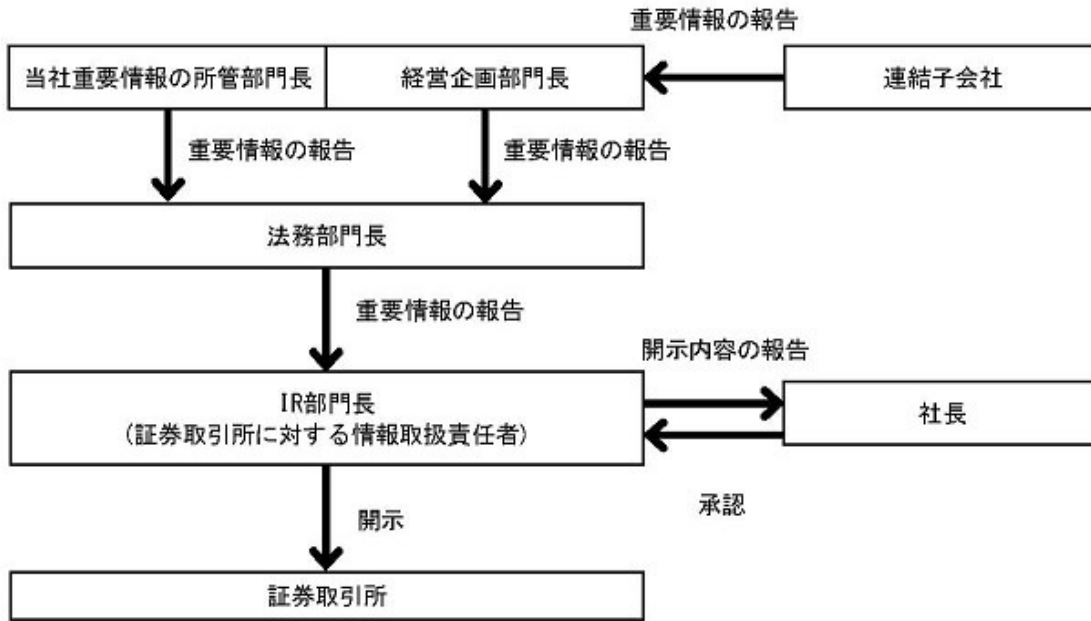 重要情報の報告
当社重要情報の所管部門長
経営企画部門長
連結子会社
重要情報の報告
重要情報の報告
法務部門長
重要情報の報告
開示内容の報告
IR部門長
(証券取引所に対する情報取扱責任者)
社長
承認
開示
証券取引所